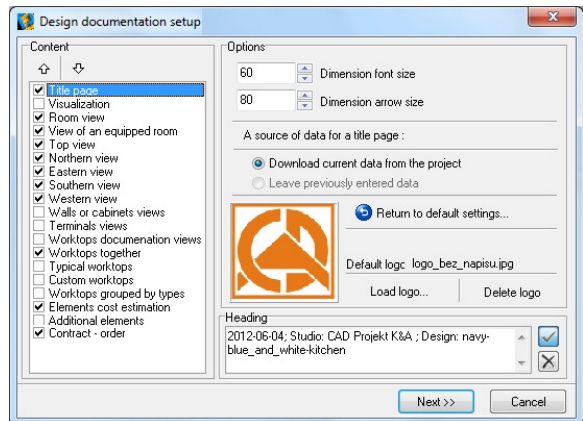 Design documentation setup
Content
Title page
Visualization
Room view
View of an equipped room
Top view
Northern view
Eastern view
Southern view
Western view
Walls or cabinets views
Terminals views
Worktops documenation views
Worktops together
Typical worktops
Custom worktops
Worktops grouped by types
Elements cost estimation
Additional elements
Contract - order
Options
60 Dimension font size
80 Dimension arrow size
A source of data for a title page :
Download current data from the project
Leave previously entered data
Return to default settings...
Default logc logo_bez_napisu.jpg
Load logo... Delete logo
Heading
2012-06-04; Studio: CAD Projekt K&A ; Design: navy-
blue_and_white-kitchen
Next >> Cancel